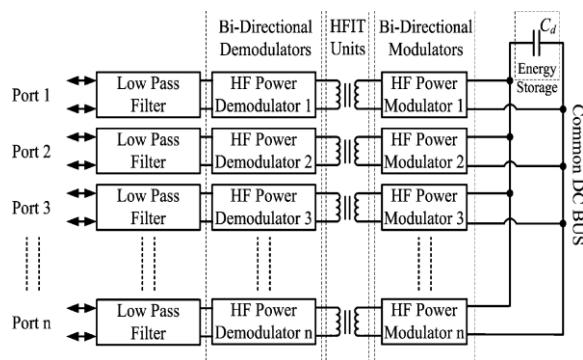 Bi-Directional
Demodulators
HFIT
Units
Bi-Directional
Modulators
C_d
Energy
Storage
Common DC BUS
Port 1
Low Pass
Filter
HF Power
Demodulator 1
HF Power
Modulator 1
Port 2
Low Pass
Filter
HF Power
Demodulator 2
HF Power
Modulator 2
Port 3
Low Pass
Filter
HF Power
Demodulator 3
HF Power
Modulator 3
Port n
Low Pass
Filter
HF Power
Demodulator n
HF Power
Modulator n